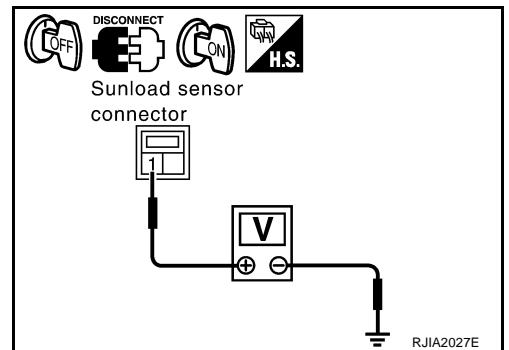 DISCONNECT
OFF
ON
H.S.
Sunload sensor
connector
1
V
+ −
RJIA2027E